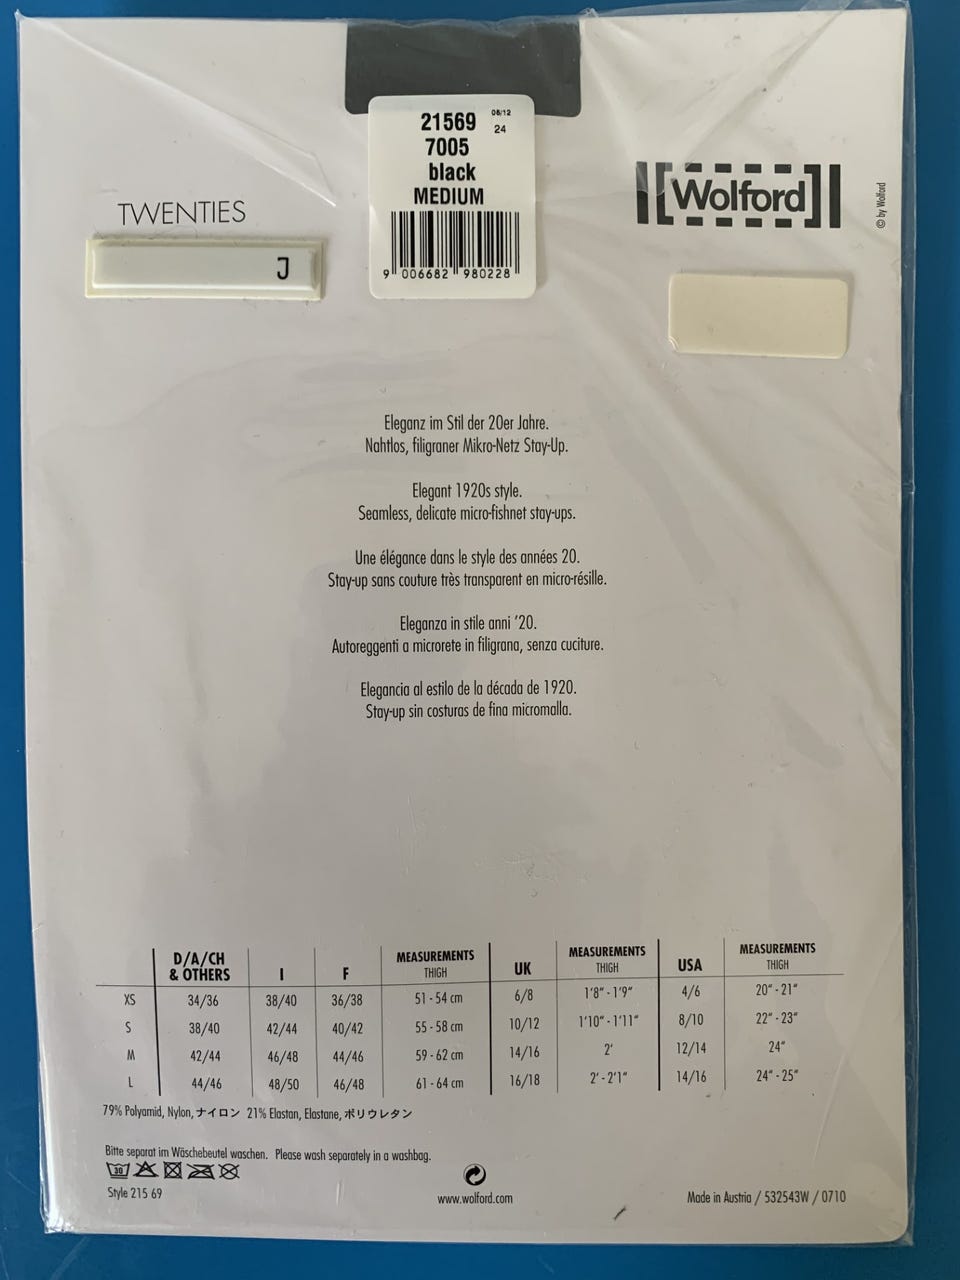 21569
06/12
24
7005
black
MEDIUM
9 006682 980228
TWENTIES
J
Wolford
© by Wolford
Eleganz im Stil der 20er Jahre.
Nahtlos, filigraner Mikro-Netz Stay-Up.
Elegant 1920s style.
Seamless, delicate micro-fishnet stay-ups.
Une élégance dans le style des années 20.
Stay-up sans couture très transparent en micro-résille.
Eleganza in stile anni '20.
Autoreggenti a microrete in filigrana, senza cuciture.
Elegancia al estilo de la década de 1920.
Stay-up sin costuras de fina micromalla.
D/A/CH & OTHERS I F MEASUREMENTS THIGH UK MEASUREMENTS THIGH USA MEASUREMENTS THIGH
XS 34/36 38/40 36/38 51 - 54 cm 6/8 1'8" - 1'9" 4/6 20" - 21"
S 38/40 42/44 40/42 55 - 58 cm 10/12 1'10" - 1'11" 8/10 22" - 23"
M 42/44 46/48 44/46 59 - 62 cm 14/16 2' 12/14 24"
L 44/46 48/50 46/48 61 - 64 cm 16/18 2' - 2'1" 14/16 24" - 25"
79% Polyamid, Nylon, ナイロン 21% Elastan, Elastane, ポリウレタン
Bitte separat im Wäschebeutel waschen. Please wash separately in a washbag.
30
Style 215 69
www.wolford.com
Made in Austria / 532543W / 0710